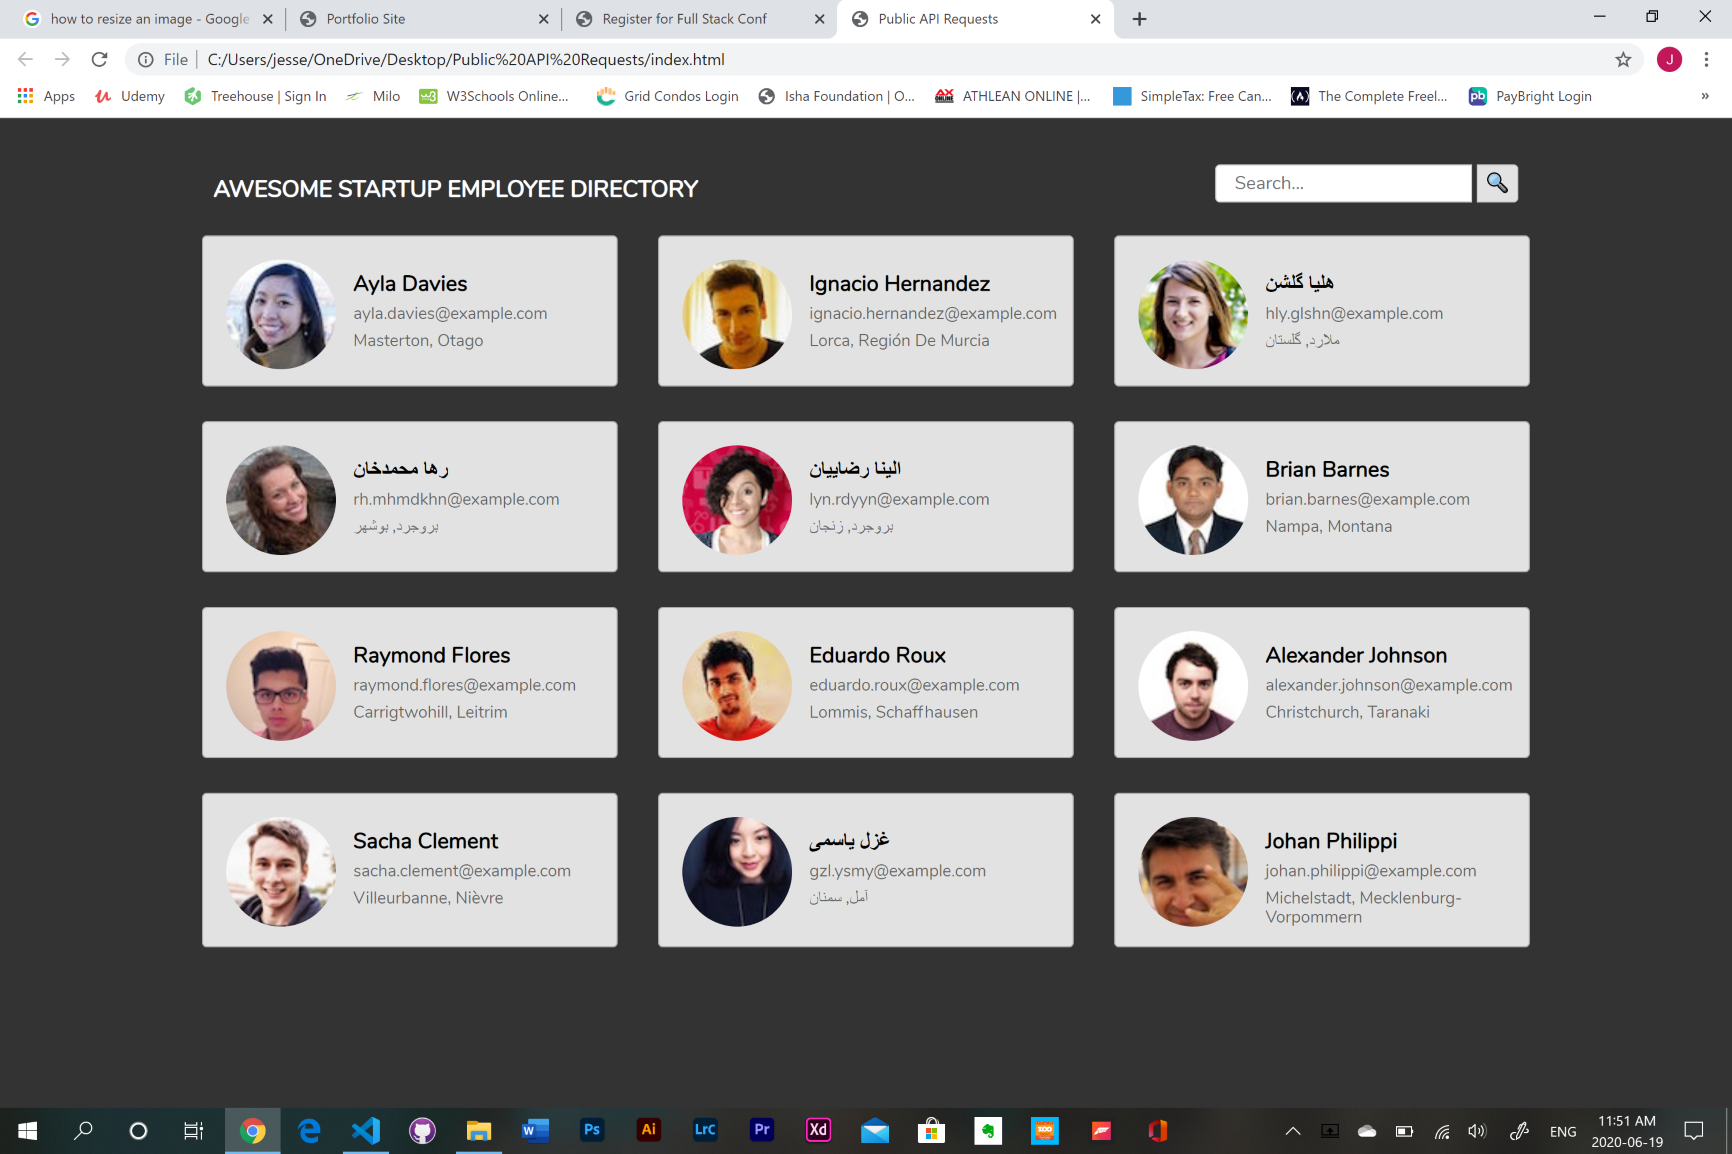 how to resize an image - Google
Portfolio Site
Register for Full Stack Conf
Public API Requests
File
C:/Users/jesse/OneDrive/Desktop/Public%20API%20Requests/index.html
J
Apps
Udemy
Treehouse | Sign In
Milo
W3Schools Online...
Grid Condos Login
Isha Foundation | O...
ATHLEAN ONLINE |...
SimpleTax: Free Can...
The Complete Freel...
PayBright Login
»
AWESOME STARTUP EMPLOYEE DIRECTORY
Search...
Ayla Davies
ayla.davies@example.com
Masterton, Otago
Ignacio Hernandez
ignacio.hernandez@example.com
Lorca, Región De Murcia
هلیا گلشن
hly.glshn@example.com
ملارد, گلستان
رها محمدخان
rh.mhmdkhn@example.com
بروجرد, بوشهر
الینا رضاییان
lyn.rdyyn@example.com
بروجرد, زنجان
Brian Barnes
brian.barnes@example.com
Nampa, Montana
Raymond Flores
raymond.flores@example.com
Carrigtwohill, Leitrim
Eduardo Roux
eduardo.roux@example.com
Lommis, Schaffhausen
Alexander Johnson
alexander.johnson@example.com
Christchurch, Taranaki
Sacha Clement
sacha.clement@example.com
Villeurbanne, Nièvre
غزل یاسمی
gzl.ysmy@example.com
آمل, سمنان
Johan Philippi
johan.philippi@example.com
Michelstadt, Mecklenburg-
Vorpommern
Ps
Ai
LrC
Pr
Xd
ENG
11:51 AM
2020-06-19